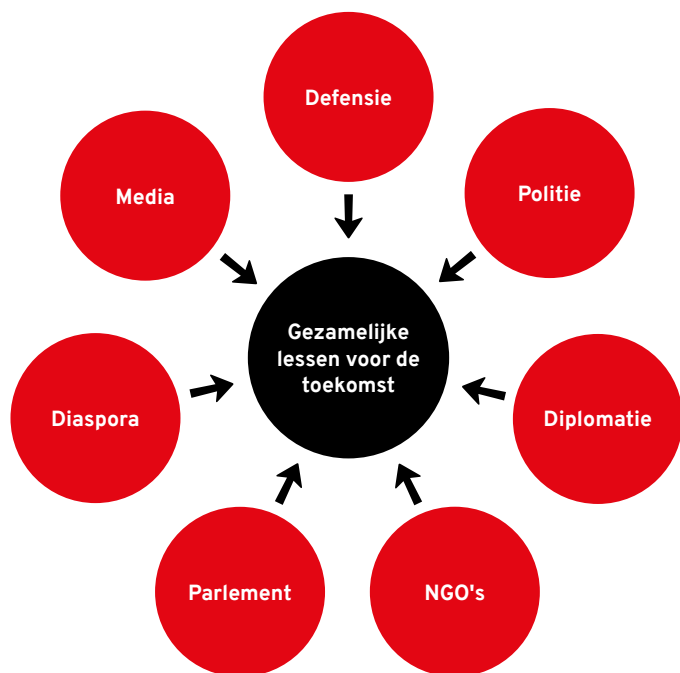 Defensie
Media
Politie
Gezamelijke
lessen voor de
toekomst
Diaspora
Diplomatie
Parlement
NGO's